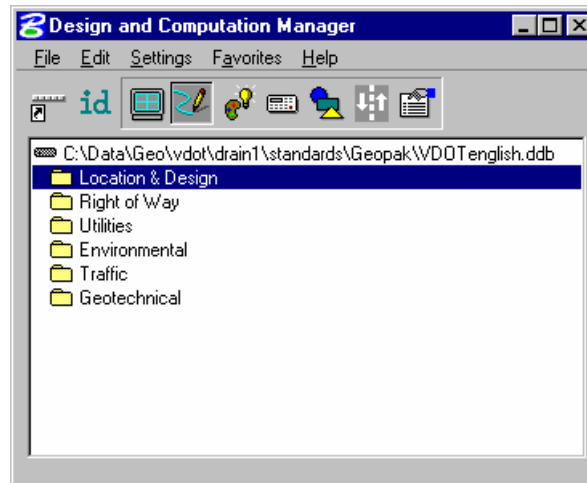 Design and Computation Manager
File Edit Settings Favorites Help
id
C:\Data\Geo\vdot\drain1\standards\Geopak\VDOTenglish.ddb
Location & Design
Right of Way
Utilities
Environmental
Traffic
Geotechnical